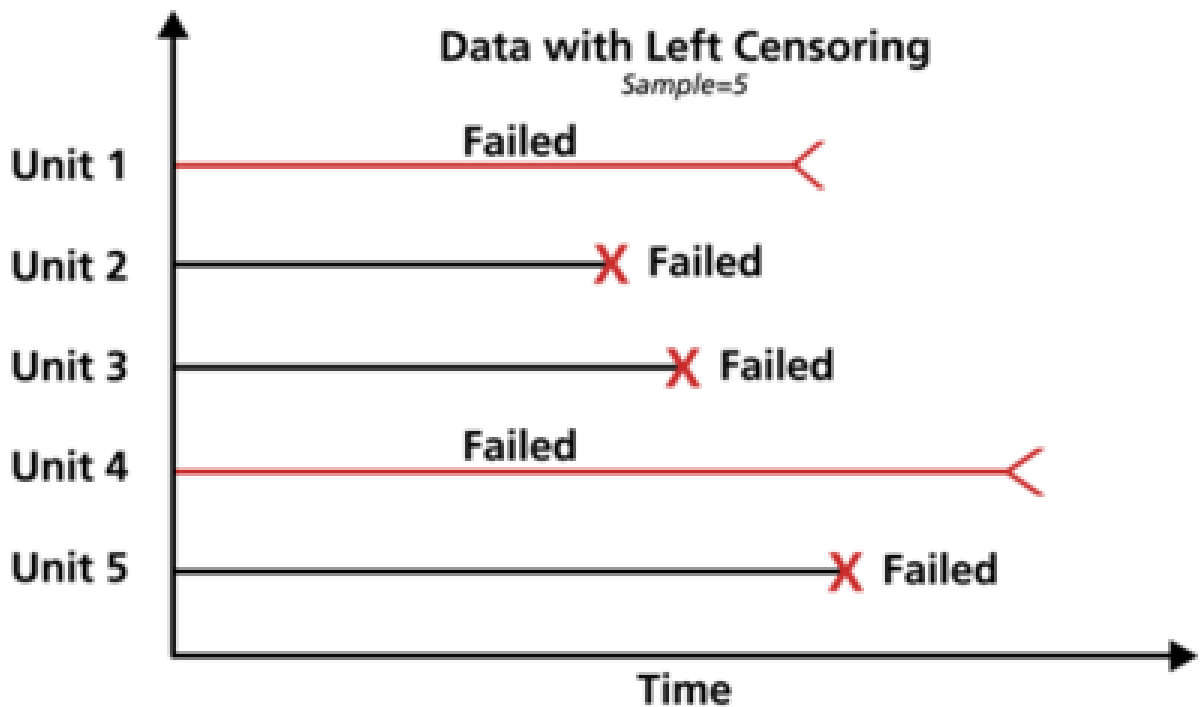 Data with Left Censoring
Sample=5
Unit 1
Failed
Unit 2
X Failed
Unit 3
X Failed
Unit 4
Failed
Unit 5
X Failed
Time